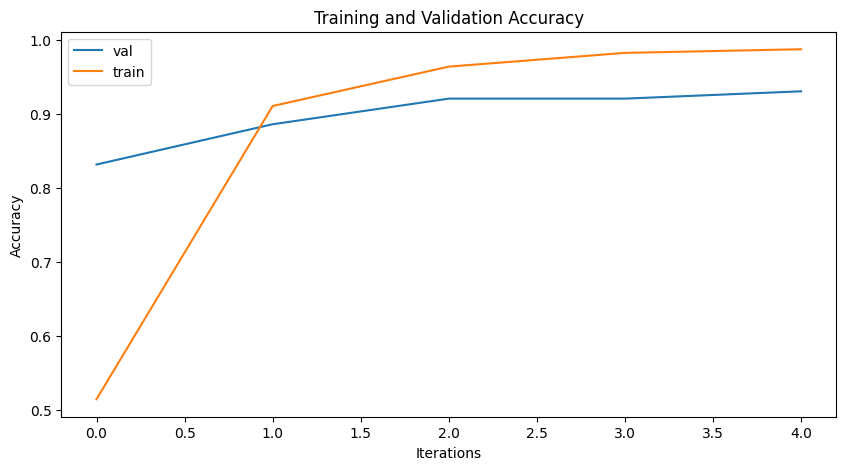 Training and Validation Accuracy
val
train
1.0
0.9
0.8
0.7
0.6
0.5
Accuracy
0.0 0.5 1.0 1.5 2.0 2.5 3.0 3.5 4.0
Iterations